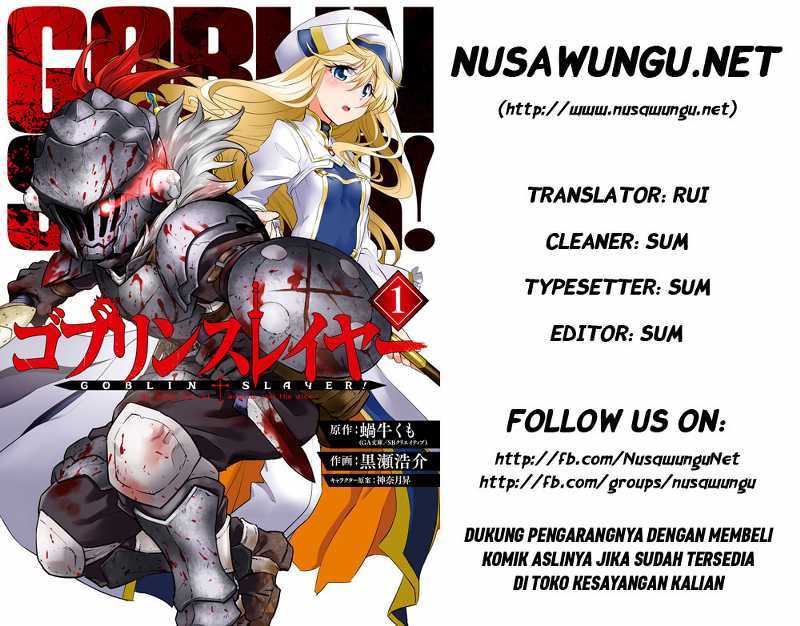 GOBLIN
S
!
1
ゴブリンスレイヤー
GOBLIN SLAYER!
原作：蝸牛くも
(GA文庫／SBクリエイティブ)
作画：黒瀬浩介
キャラクター原案：神奈月昇
NUSAWUNGU.NET
(http://www.nusawungu.net)
TRANSLATOR: RUI
CLEANER: SUM
TYPESETTER: SUM
EDITOR: SUM
FOLLOW US ON:
http://fb.com/NusawunguNet
http://fb.com/groups/nusawungu
DUKUNG PENGARANGNYA DENGAN MEMBELI
KOMIK ASLINYA JIKA SUDAH TERSEDIA
DI TOKO KESAYANGAN KALIAN